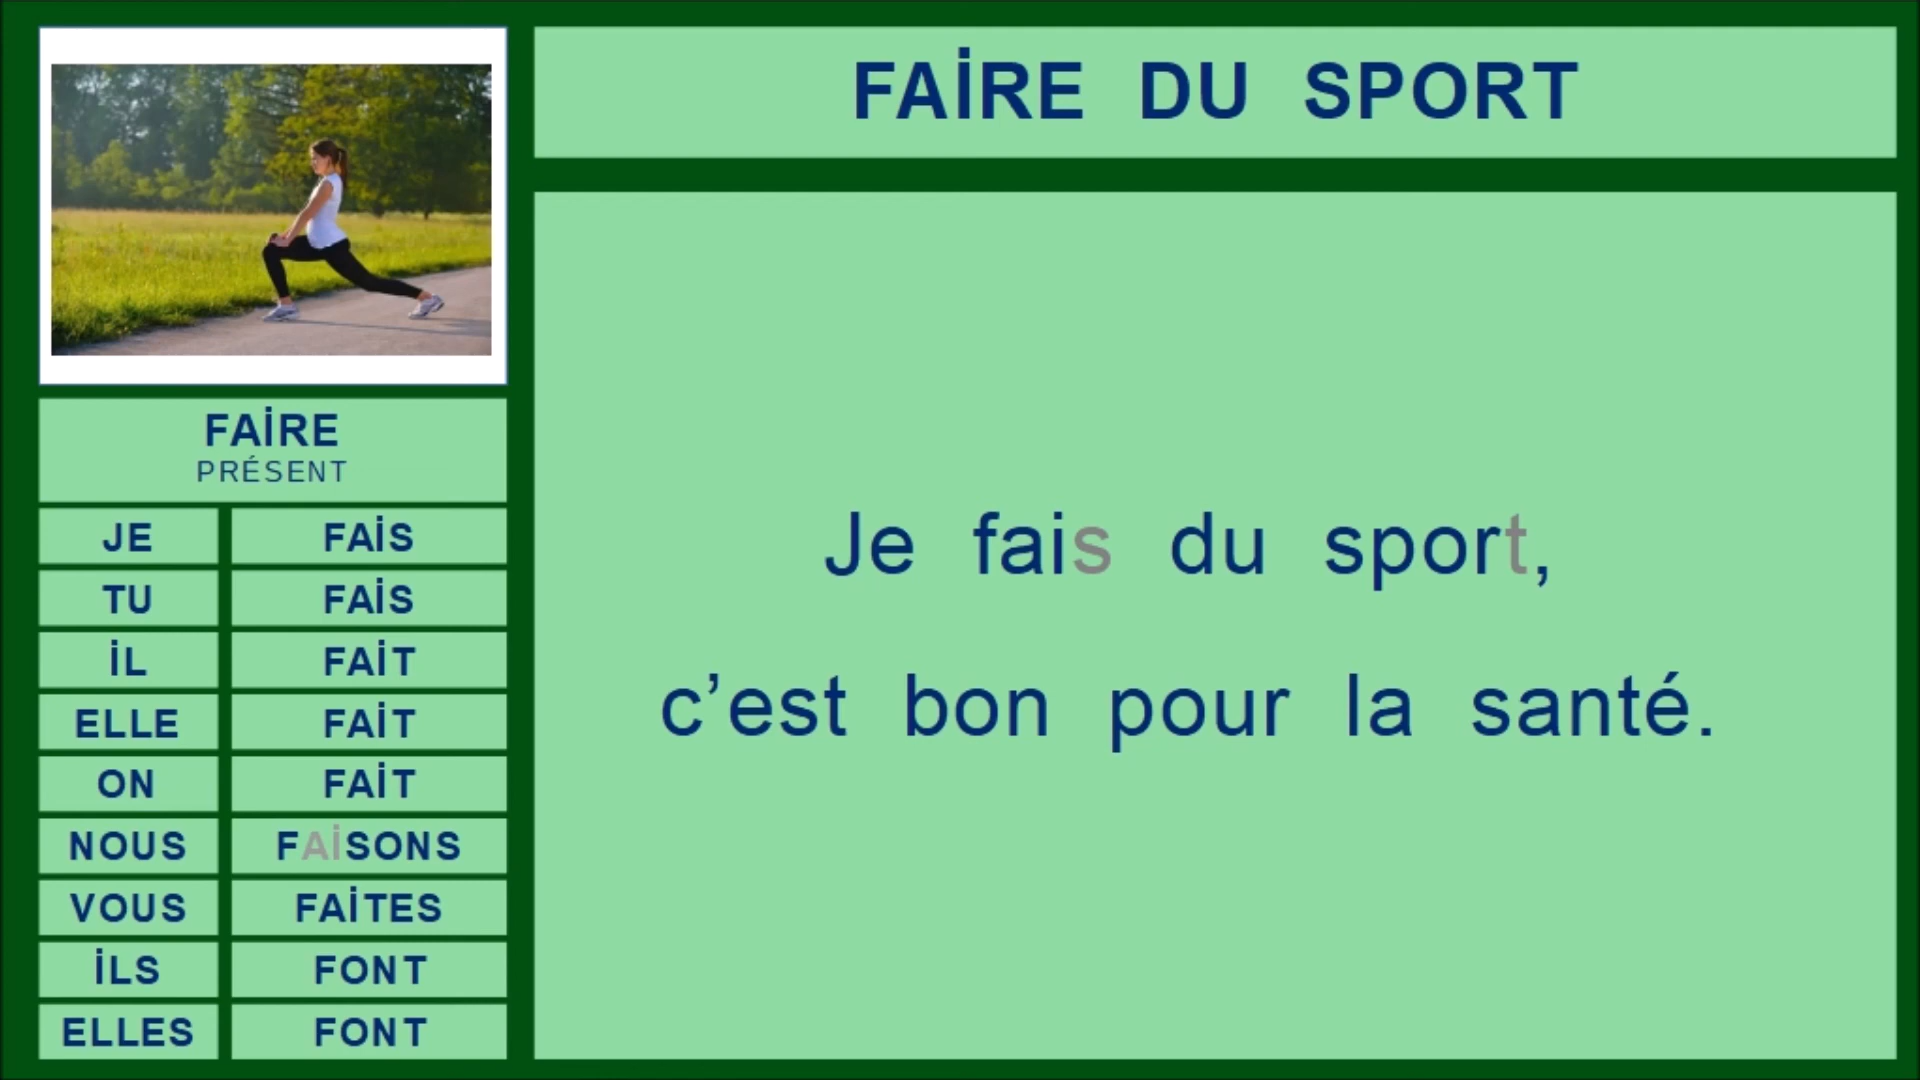 FAİRE DU SPORT
FAİRE
PRÉSENT
JE FAİS
TU FAİS
İL FAİT
ELLE FAİT
ON FAİT
NOUS FAİSONS
VOUS FAİTES
İLS FONT
ELLES FONT
Je fais du sport,
c’est bon pour la santé.